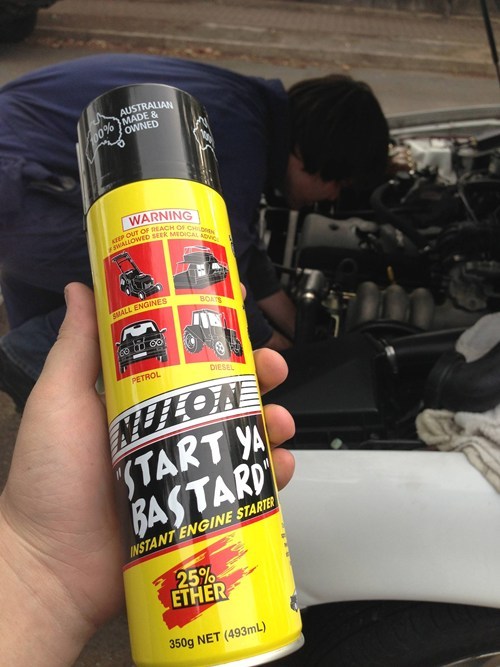 100%
AUSTRALIAN
MADE &
OWNED
WARNING
KEEP OUT OF REACH OF CHILDREN
IF SWALLOWED SEEK MEDICAL ADVICE
SMALL ENGINES
BOATS
PETROL
DIESEL
NULON
"START YA
BASTARD"
INSTANT ENGINE STARTER
25%
ETHER
350g NET (493mL)